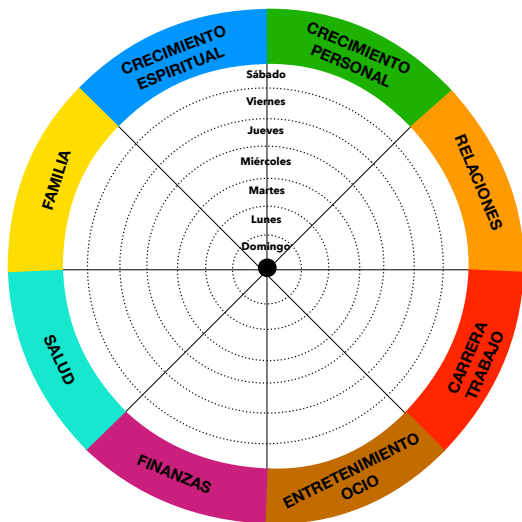 CRECIMIENTO
ESPIRITUAL
CRECIMIENTO
PERSONAL
RELACIONES
CARRERA
TRABAJO
ENTRETENIMIENTO
OCIO
FINANZAS
SALUD
FAMILIA
Sábado
Viernes
Jueves
Miércoles
Martes
Lunes
Domingo